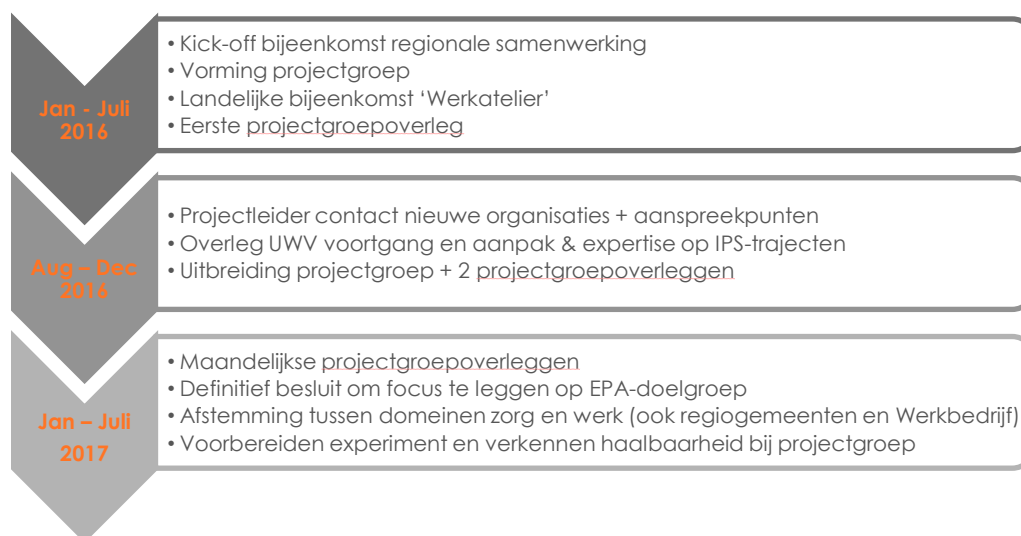 Jan - Juli
2016
• Kick-off bijeenkomst regionale samenwerking
• Vorming projectgroep
• Landelijke bijeenkomst ‘Werkatelier’
• Eerste projectgroepoverleg
Aug – Dec
2016
• Projectleider contact nieuwe organisaties + aanspreekpunten
• Overleg UWV voortgang en aanpak & expertise op IPS-trajecten
• Uitbreiding projectgroep + 2 projectgroepoverleggen
Jan – Juli
2017
• Maandelijkse projectgroepoverleggen
• Definitief besluit om focus te leggen op EPA-doelgroep
• Afstemming tussen domeinen zorg en werk (ook regiogemeenten en Werkbedrijf)
• Voorbereiden experiment en verkennen haalbaarheid bij projectgroep